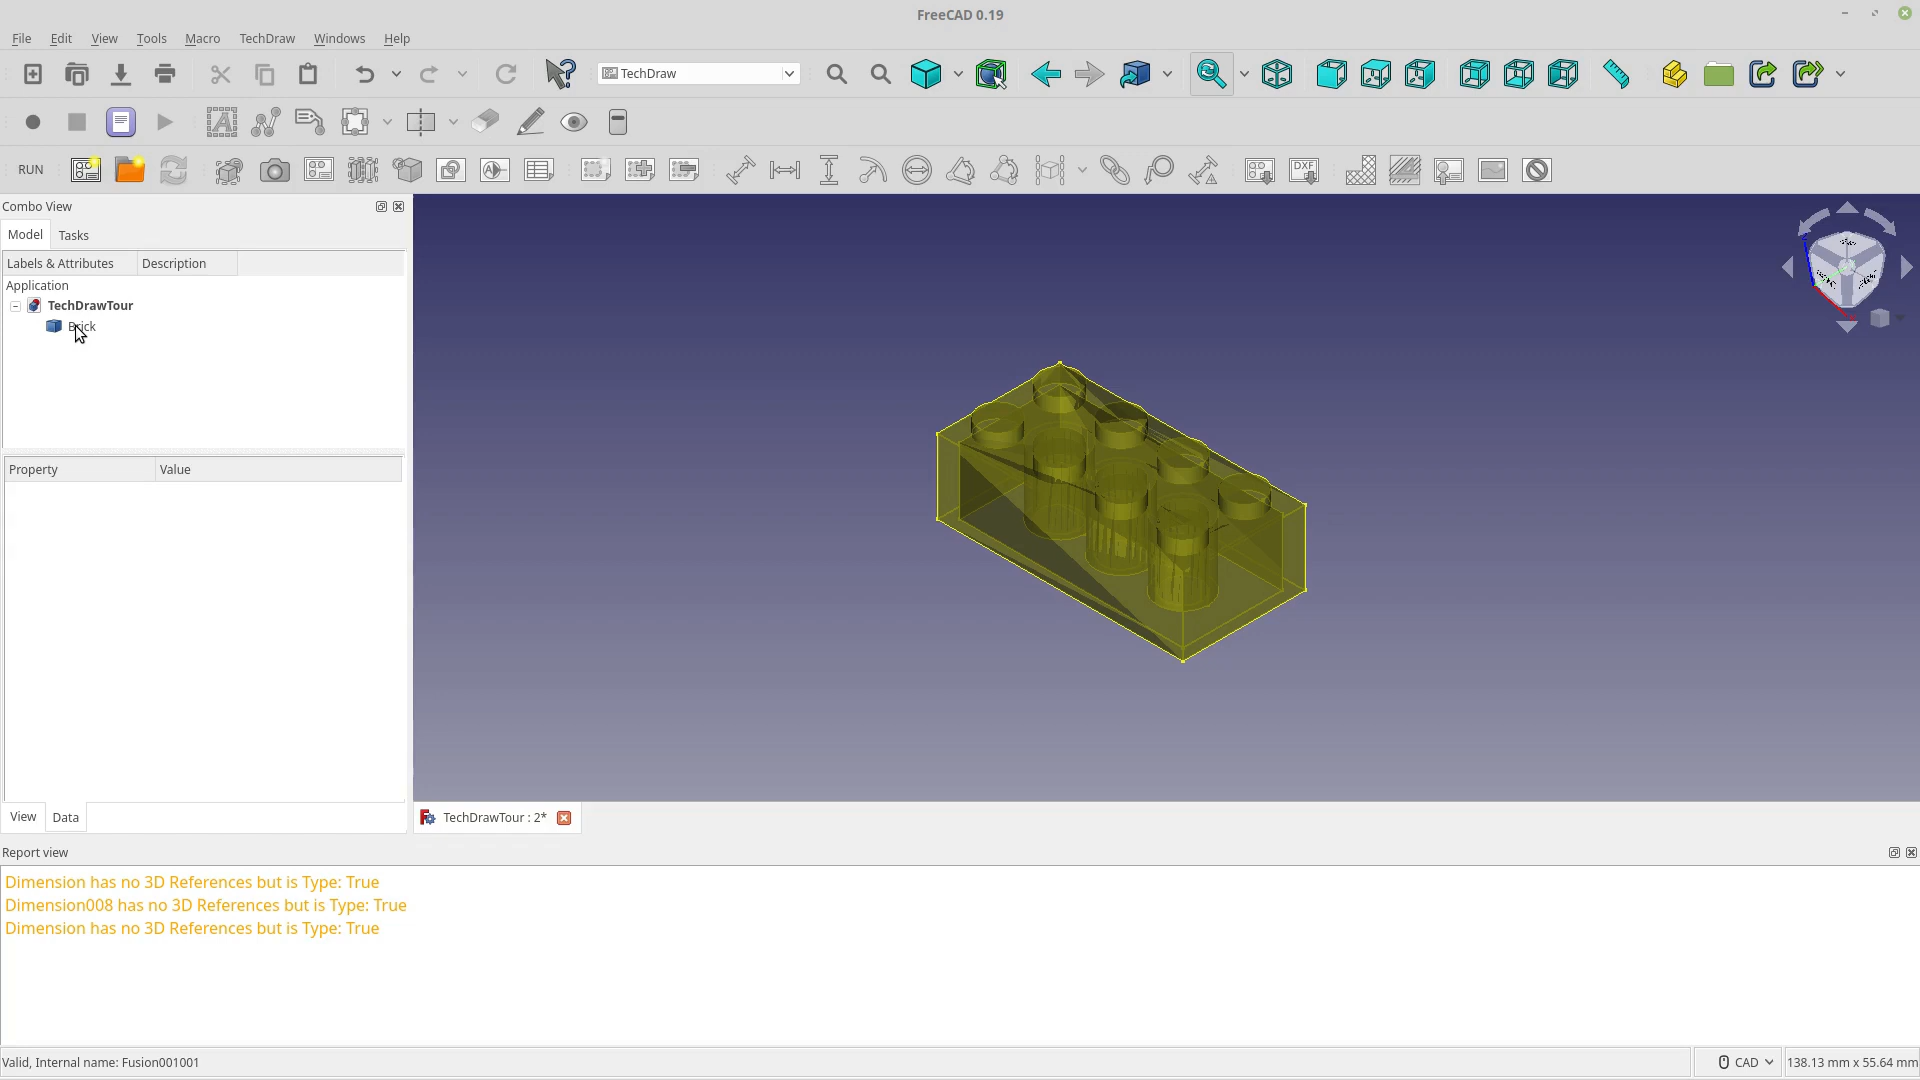 FreeCAD 0.19
File Edit View Tools Macro TechDraw Windows Help
TechDraw
RUN
DXF
Combo View
Model Tasks
Labels & Attributes Description
Application
TechDrawTour
Brick
Property Value
View Data
TechDrawTour : 2*
Report view
Dimension has no 3D References but is Type: True
Dimension008 has no 3D References but is Type: True
Dimension has no 3D References but is Type: True
Valid, Internal name: Fusion001001
CAD
138.13 mm x 55.64 mm